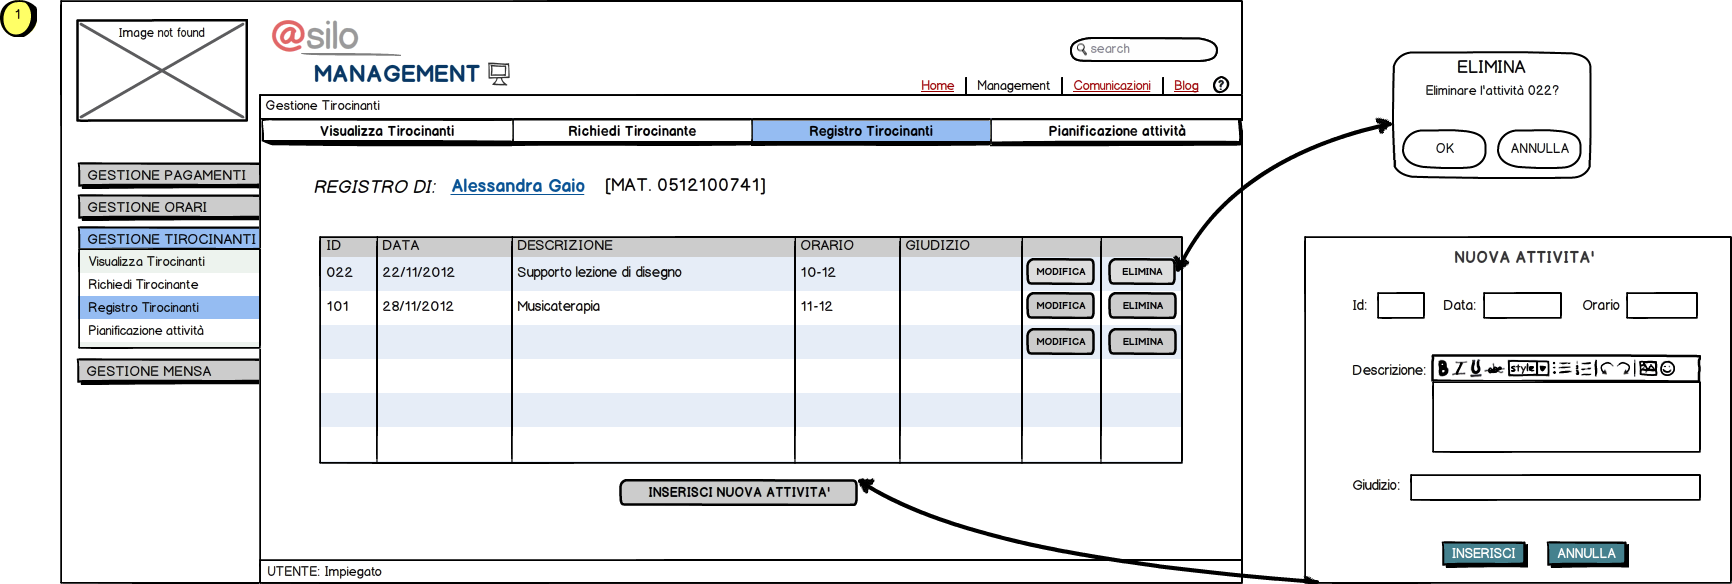 1
Image not found
@silo
MANAGEMENT
search
Home Management Comunicazioni Blog ?
Gestione Tirocinanti
Visualizza Tirocinanti Richiedi Tirocinante Registro Tirocinanti Pianificazione attività
GESTIONE PAGAMENTI
GESTIONE ORARI
GESTIONE TIROCINANTI
Visualizza Tirocinanti
Richiedi Tirocinante
Registro Tirocinanti
Pianificazione attività
GESTIONE MENSA
REGISTRO DI: Alessandra Gaio [MAT. 0512100741]
ID DATA DESCRIZIONE ORARIO GIUDIZIO
022 22/11/2012 Supporto lezione di disegno 10-12 MODIFICA ELIMINA
101 28/11/2012 Musicaterapia 11-12 MODIFICA ELIMINA
MODIFICA ELIMINA
INSERISCI NUOVA ATTIVITA'
UTENTE: Impiegato
ELIMINA
Eliminare l'attività 022?
OK ANNULLA
NUOVA ATTIVITA'
Id: Data: Orario
Descrizione: B I U abc style
Giudizio:
INSERISCI ANNULLA